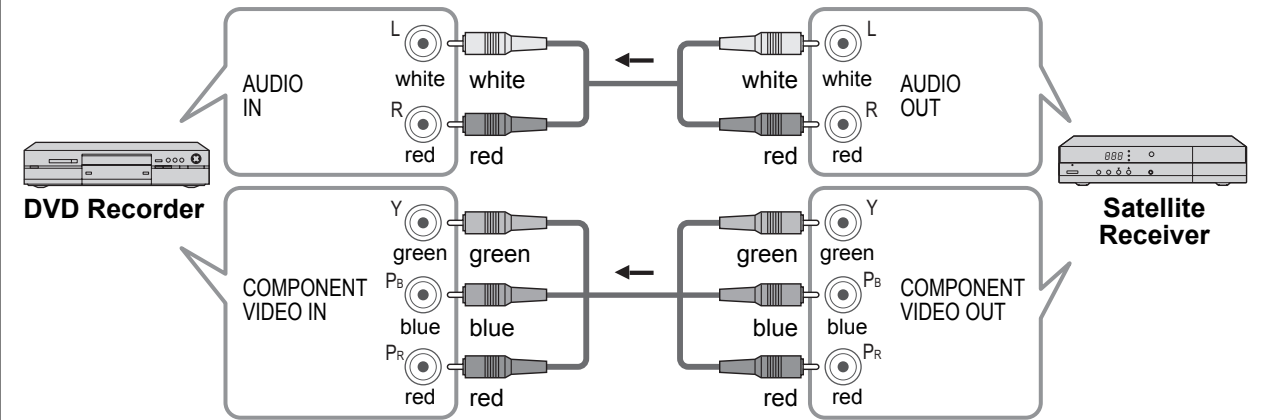 L
white
white
AUDIO
IN
R
red
red
L
white
white
AUDIO
OUT
R
red
red
DVD Recorder
888
Satellite
Receiver
Y
green
green
COMPONENT
VIDEO IN
PB
blue
blue
PR
red
red
Y
green
green
COMPONENT
VIDEO OUT
PB
blue
blue
PR
red
red